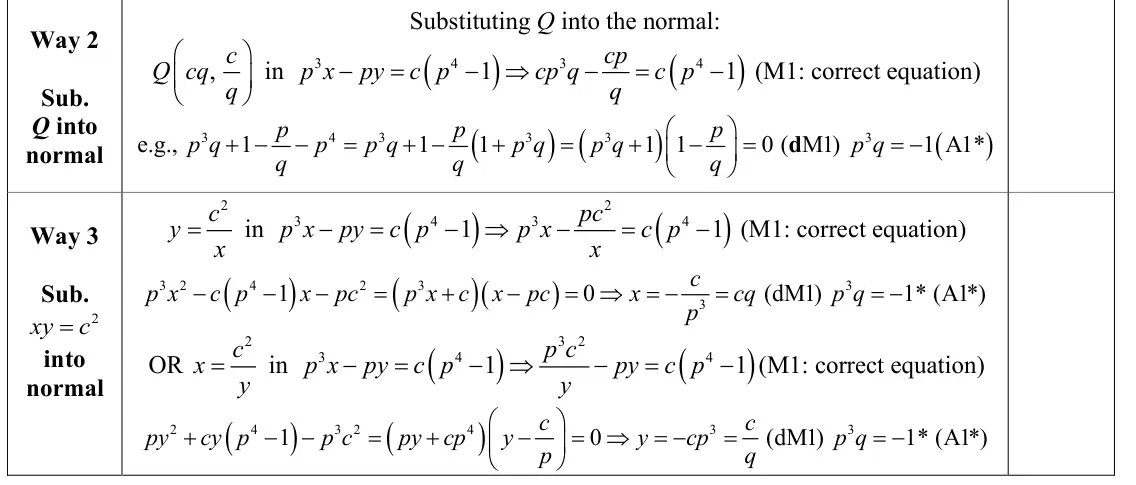 Way 2
Sub.
Q into
normal
Substituting Q into the normal:
Q(cq, c/q) in p³x − py = c(p⁴ −1) ⇒ cp³q − cp/q = c(p⁴ −1) (M1: correct equation)
e.g., p³q +1− p/q − p⁴ = p³q +1− p/q (1+ p³q) = (p³q +1)(1− p/q) = 0 (dM1) p³q = −1(A1*)
Way 3
Sub.
xy = c²
into
normal
y = c²/x in p³x − py = c(p⁴ −1) ⇒ p³x − pc²/x = c(p⁴ −1) (M1: correct equation)
p³x² − c(p⁴ −1)x − pc² = (p³x + c)(x − pc) = 0 ⇒ x = − c/p³ = cq (dM1) p³q = −1* (A1*)
OR x = c²/y in p³x − py = c(p⁴ −1) ⇒ p³c²/y − py = c(p⁴ −1)(M1: correct equation)
py² + cy(p⁴ −1) − p³c² = (py + cp⁴)(y − c/p) = 0 ⇒ y = −cp³ = c/q (dM1) p³q = −1* (A1*)